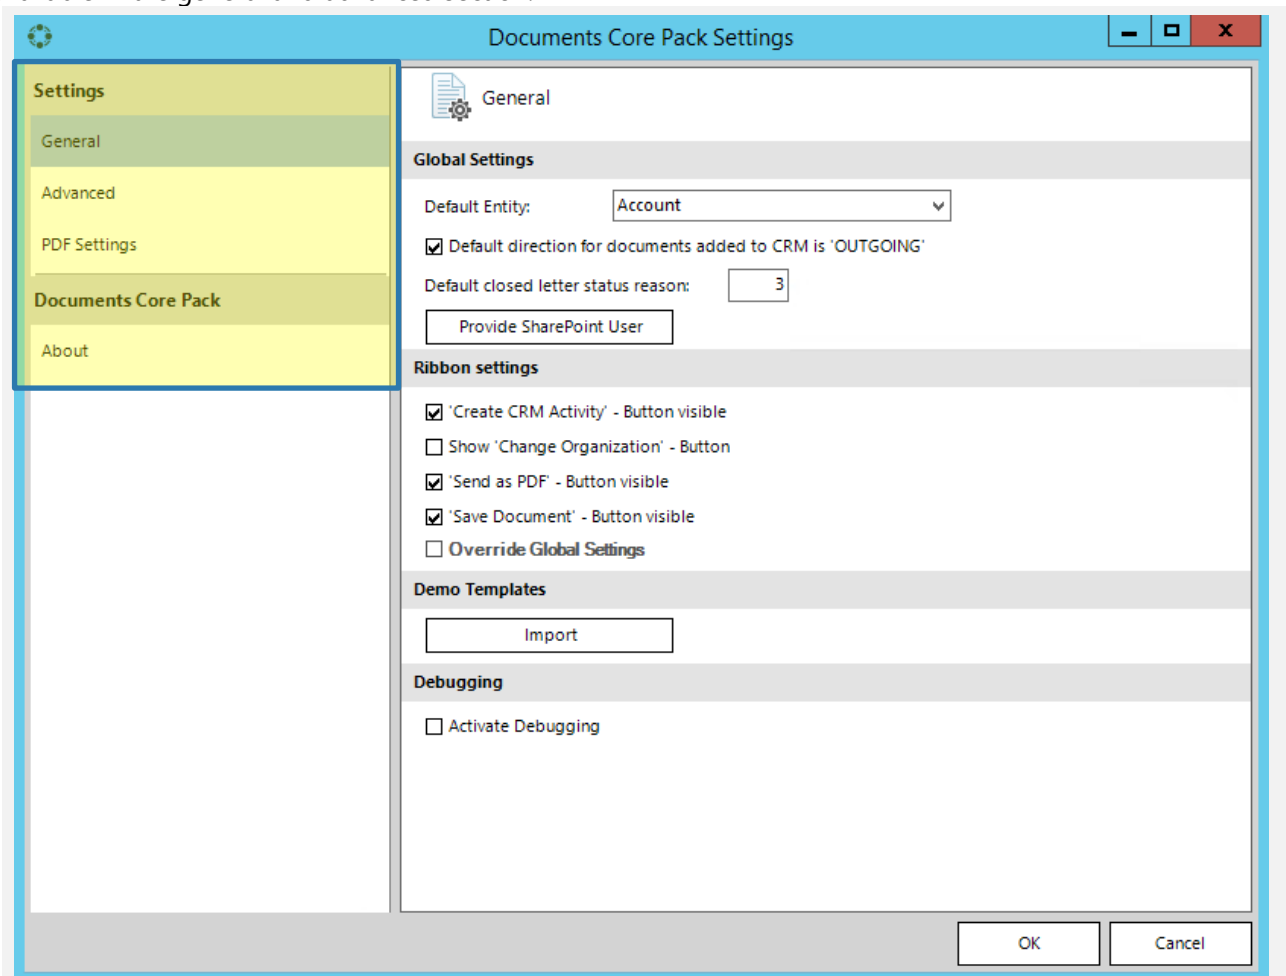 Documents Core Pack Settings
Settings
General
Advanced
PDF Settings
Documents Core Pack
About
General
Global Settings
Default Entity: Account
Default direction for documents added to CRM is 'OUTGOING'
Default closed letter status reason: 3
Provide SharePoint User
Ribbon settings
'Create CRM Activity' - Button visible
Show 'Change Organization' - Button
'Send as PDF' - Button visible
'Save Document' - Button visible
Override Global Settings
Demo Templates
Import
Debugging
Activate Debugging
OK Cancel